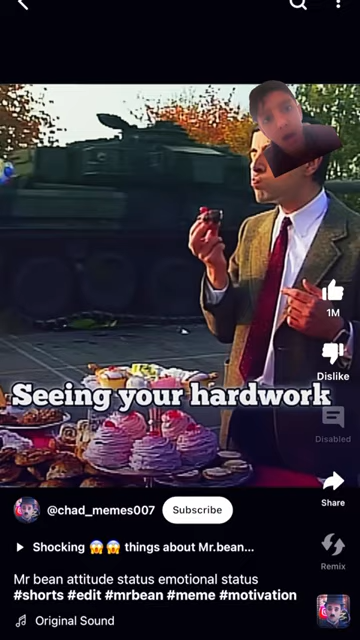 Seeing your hardwork
1M
Dislike
Disabled
Share
Remix
@chad_memes007
Subscribe
Shocking 😱😱 things about Mr.bean...
Mr bean attitude status emotional status
#shorts #edit #mrbean #meme #motivation
Original Sound